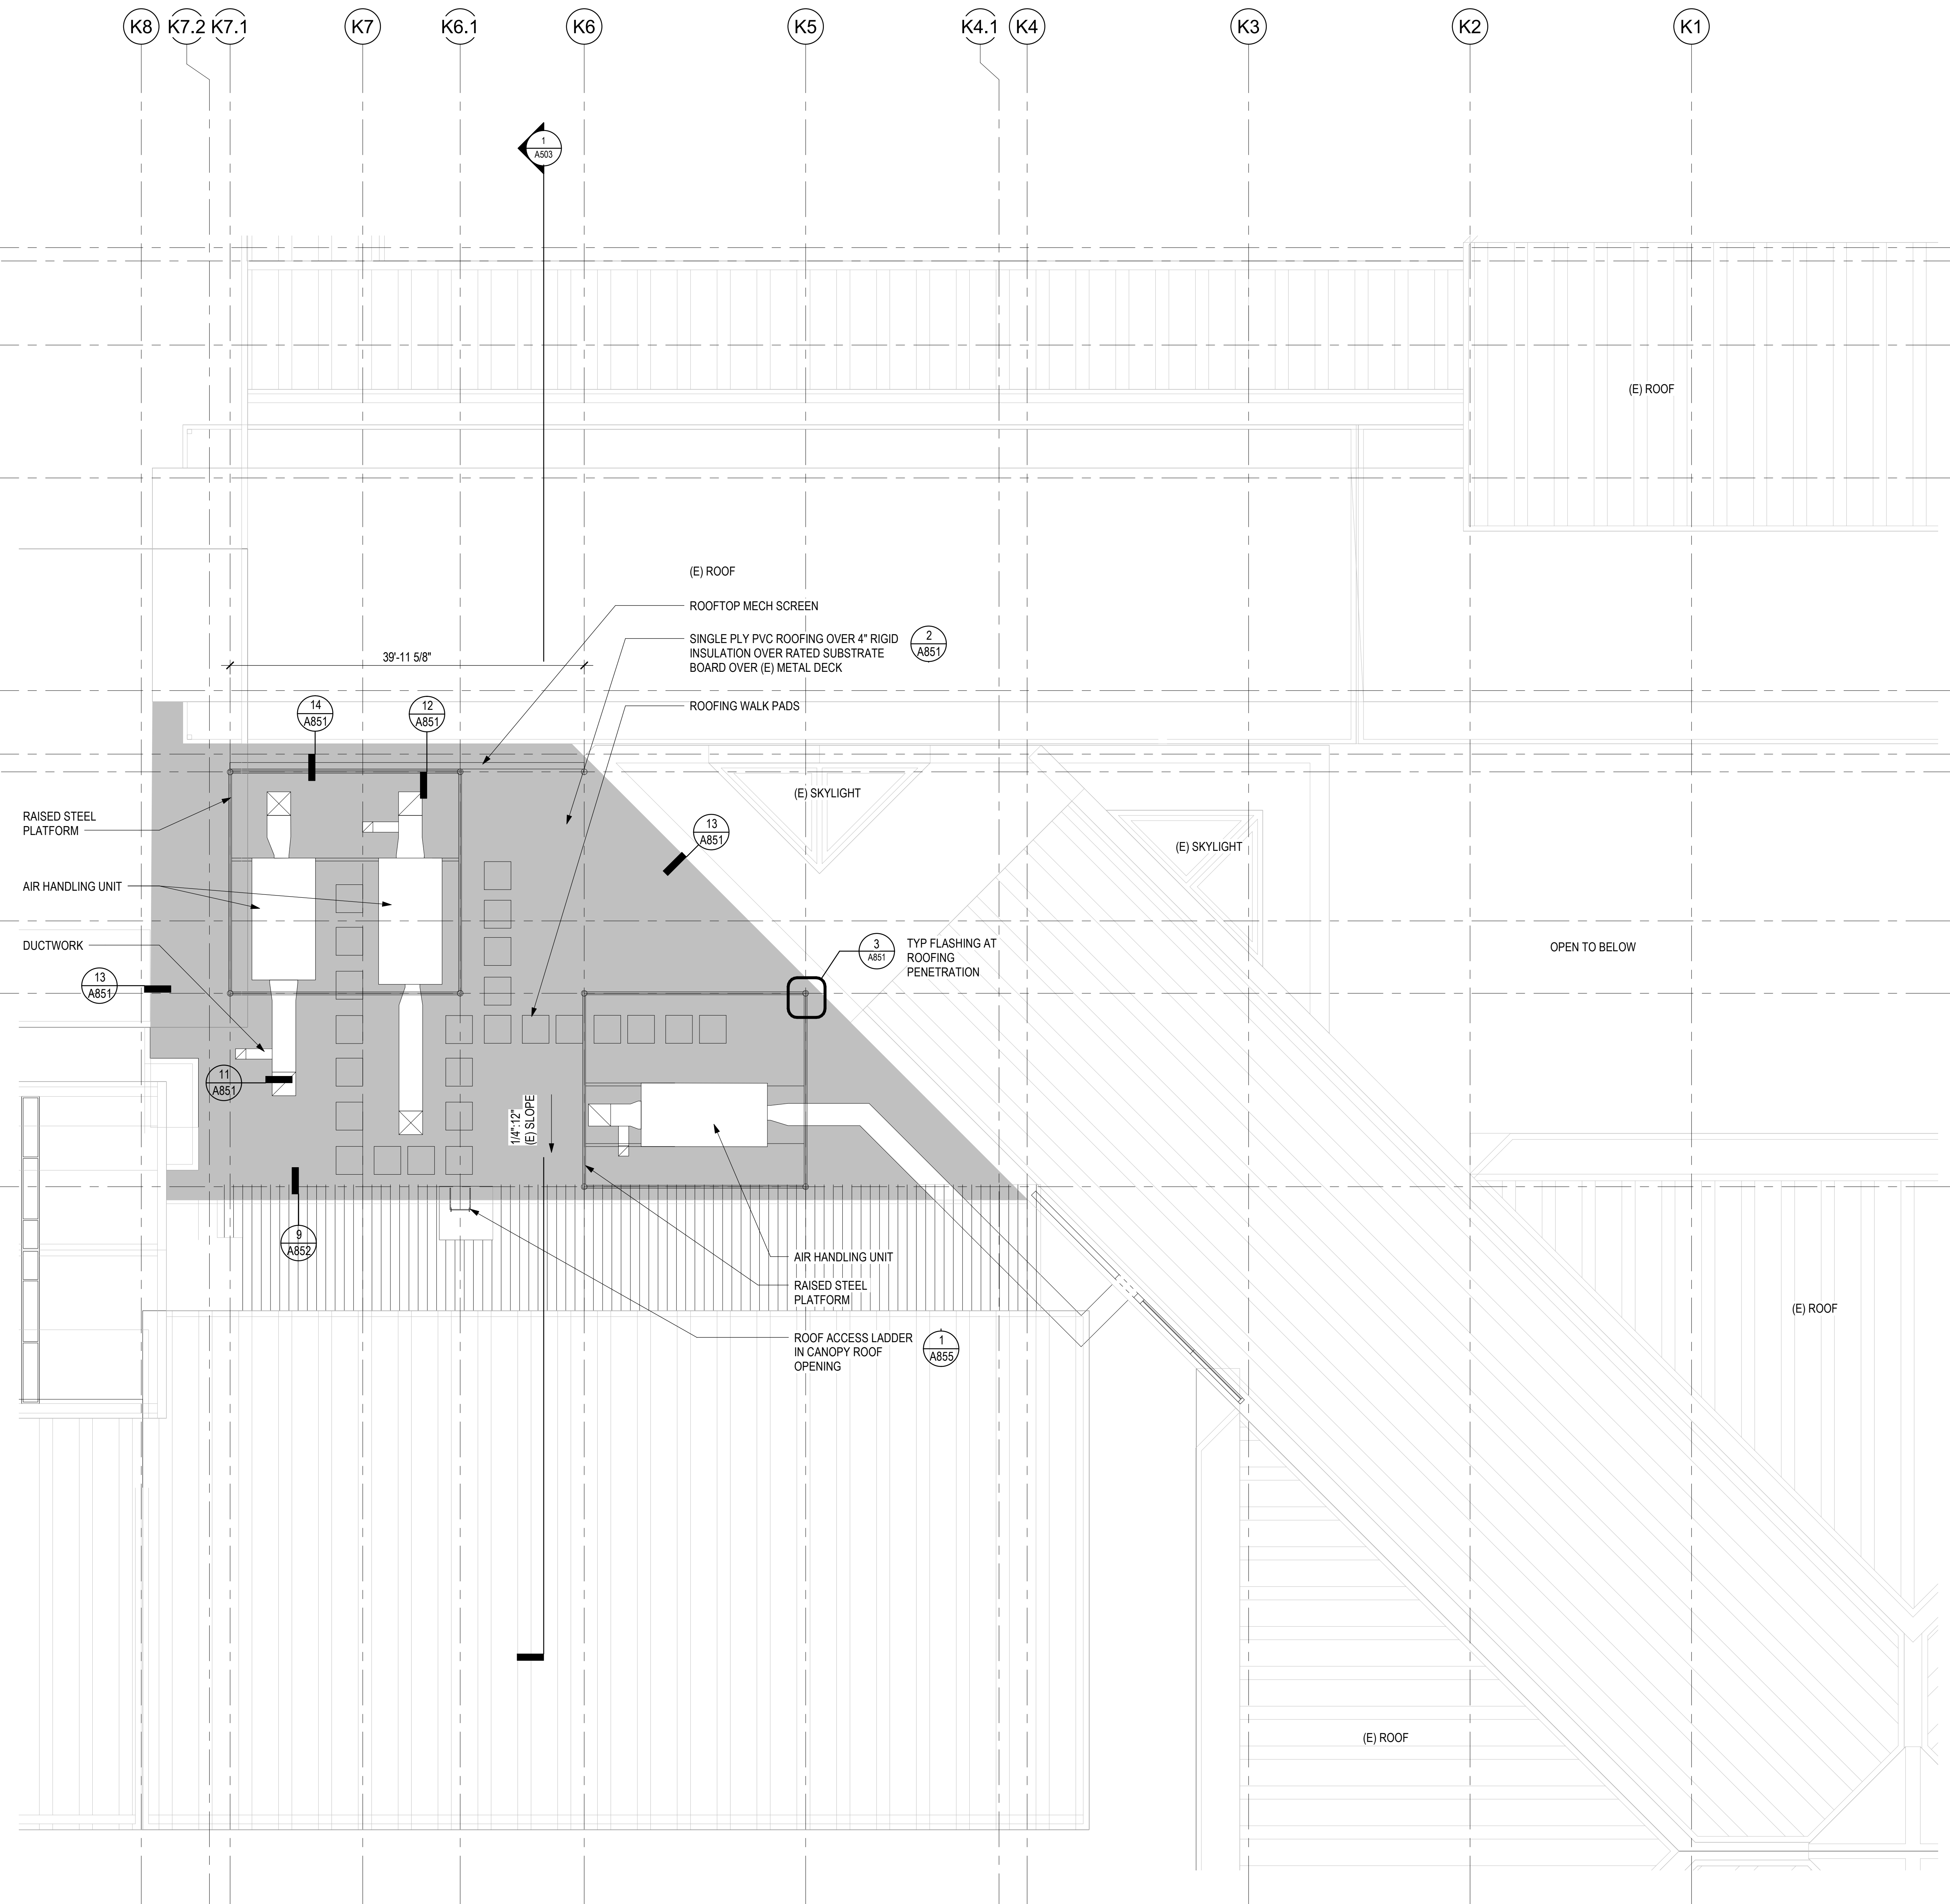 K8
K7.2
K7.1
K7
K6.1
K6
K5
K4.1
K4
K3
K2
K1
1
A503
(E) ROOF
(E) ROOF
ROOFTOP MECH SCREEN
SINGLE PLY PVC ROOFING OVER 4" RIGID
INSULATION OVER RATED SUBSTRATE
BOARD OVER (E) METAL DECK
2
A851
39'-11 5/8"
ROOFING WALK PADS
14
A851
12
A851
(E) SKYLIGHT
RAISED STEEL
PLATFORM
13
A851
(E) SKYLIGHT
AIR HANDLING UNIT
DUCTWORK
3
A851
TYP FLASHING AT
ROOFING
PENETRATION
OPEN TO BELOW
13
A851
11
A851
1/4":12"
(E) SLOPE
9
A852
AIR HANDLING UNIT
RAISED STEEL
PLATFORM
(E) ROOF
ROOF ACCESS LADDER
IN CANOPY ROOF
OPENING
1
A855
(E) ROOF